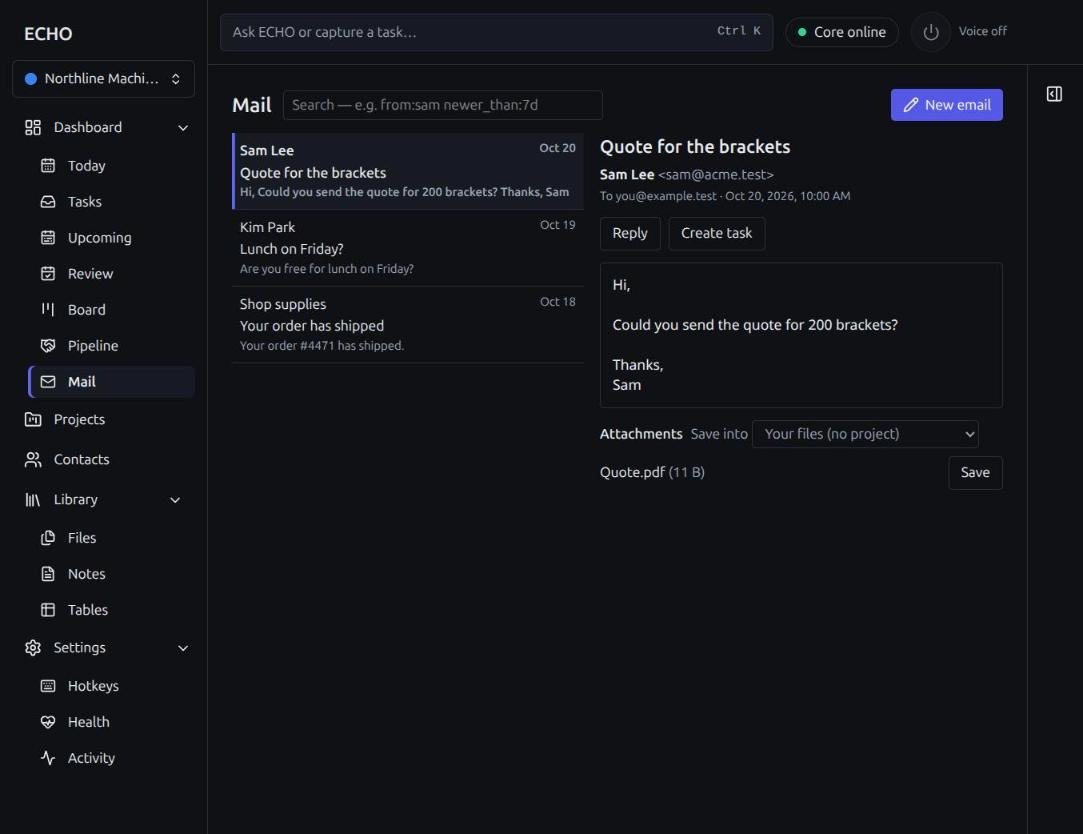 ECHO
Ask ECHO or capture a task…
Ctrl K
Core online
Voice off
Northline Machi…
Dashboard
Today
Tasks
Upcoming
Review
Board
Pipeline
Mail
Projects
Contacts
Library
Files
Notes
Tables
Settings
Hotkeys
Health
Activity
Mail
Search — e.g. from:sam newer_than:7d
New email
Sam Lee
Oct 20
Quote for the brackets
Hi, Could you send the quote for 200 brackets? Thanks, Sam
Kim Park
Oct 19
Lunch on Friday?
Are you free for lunch on Friday?
Shop supplies
Oct 18
Your order has shipped
Your order #4471 has shipped.
Quote for the brackets
Sam Lee <sam@acme.test>
To you@example.test · Oct 20, 2026, 10:00 AM
Reply
Create task
Hi,
Could you send the quote for 200 brackets?
Thanks,
Sam
Attachments Save into
Your files (no project)
Quote.pdf (11 B)
Save